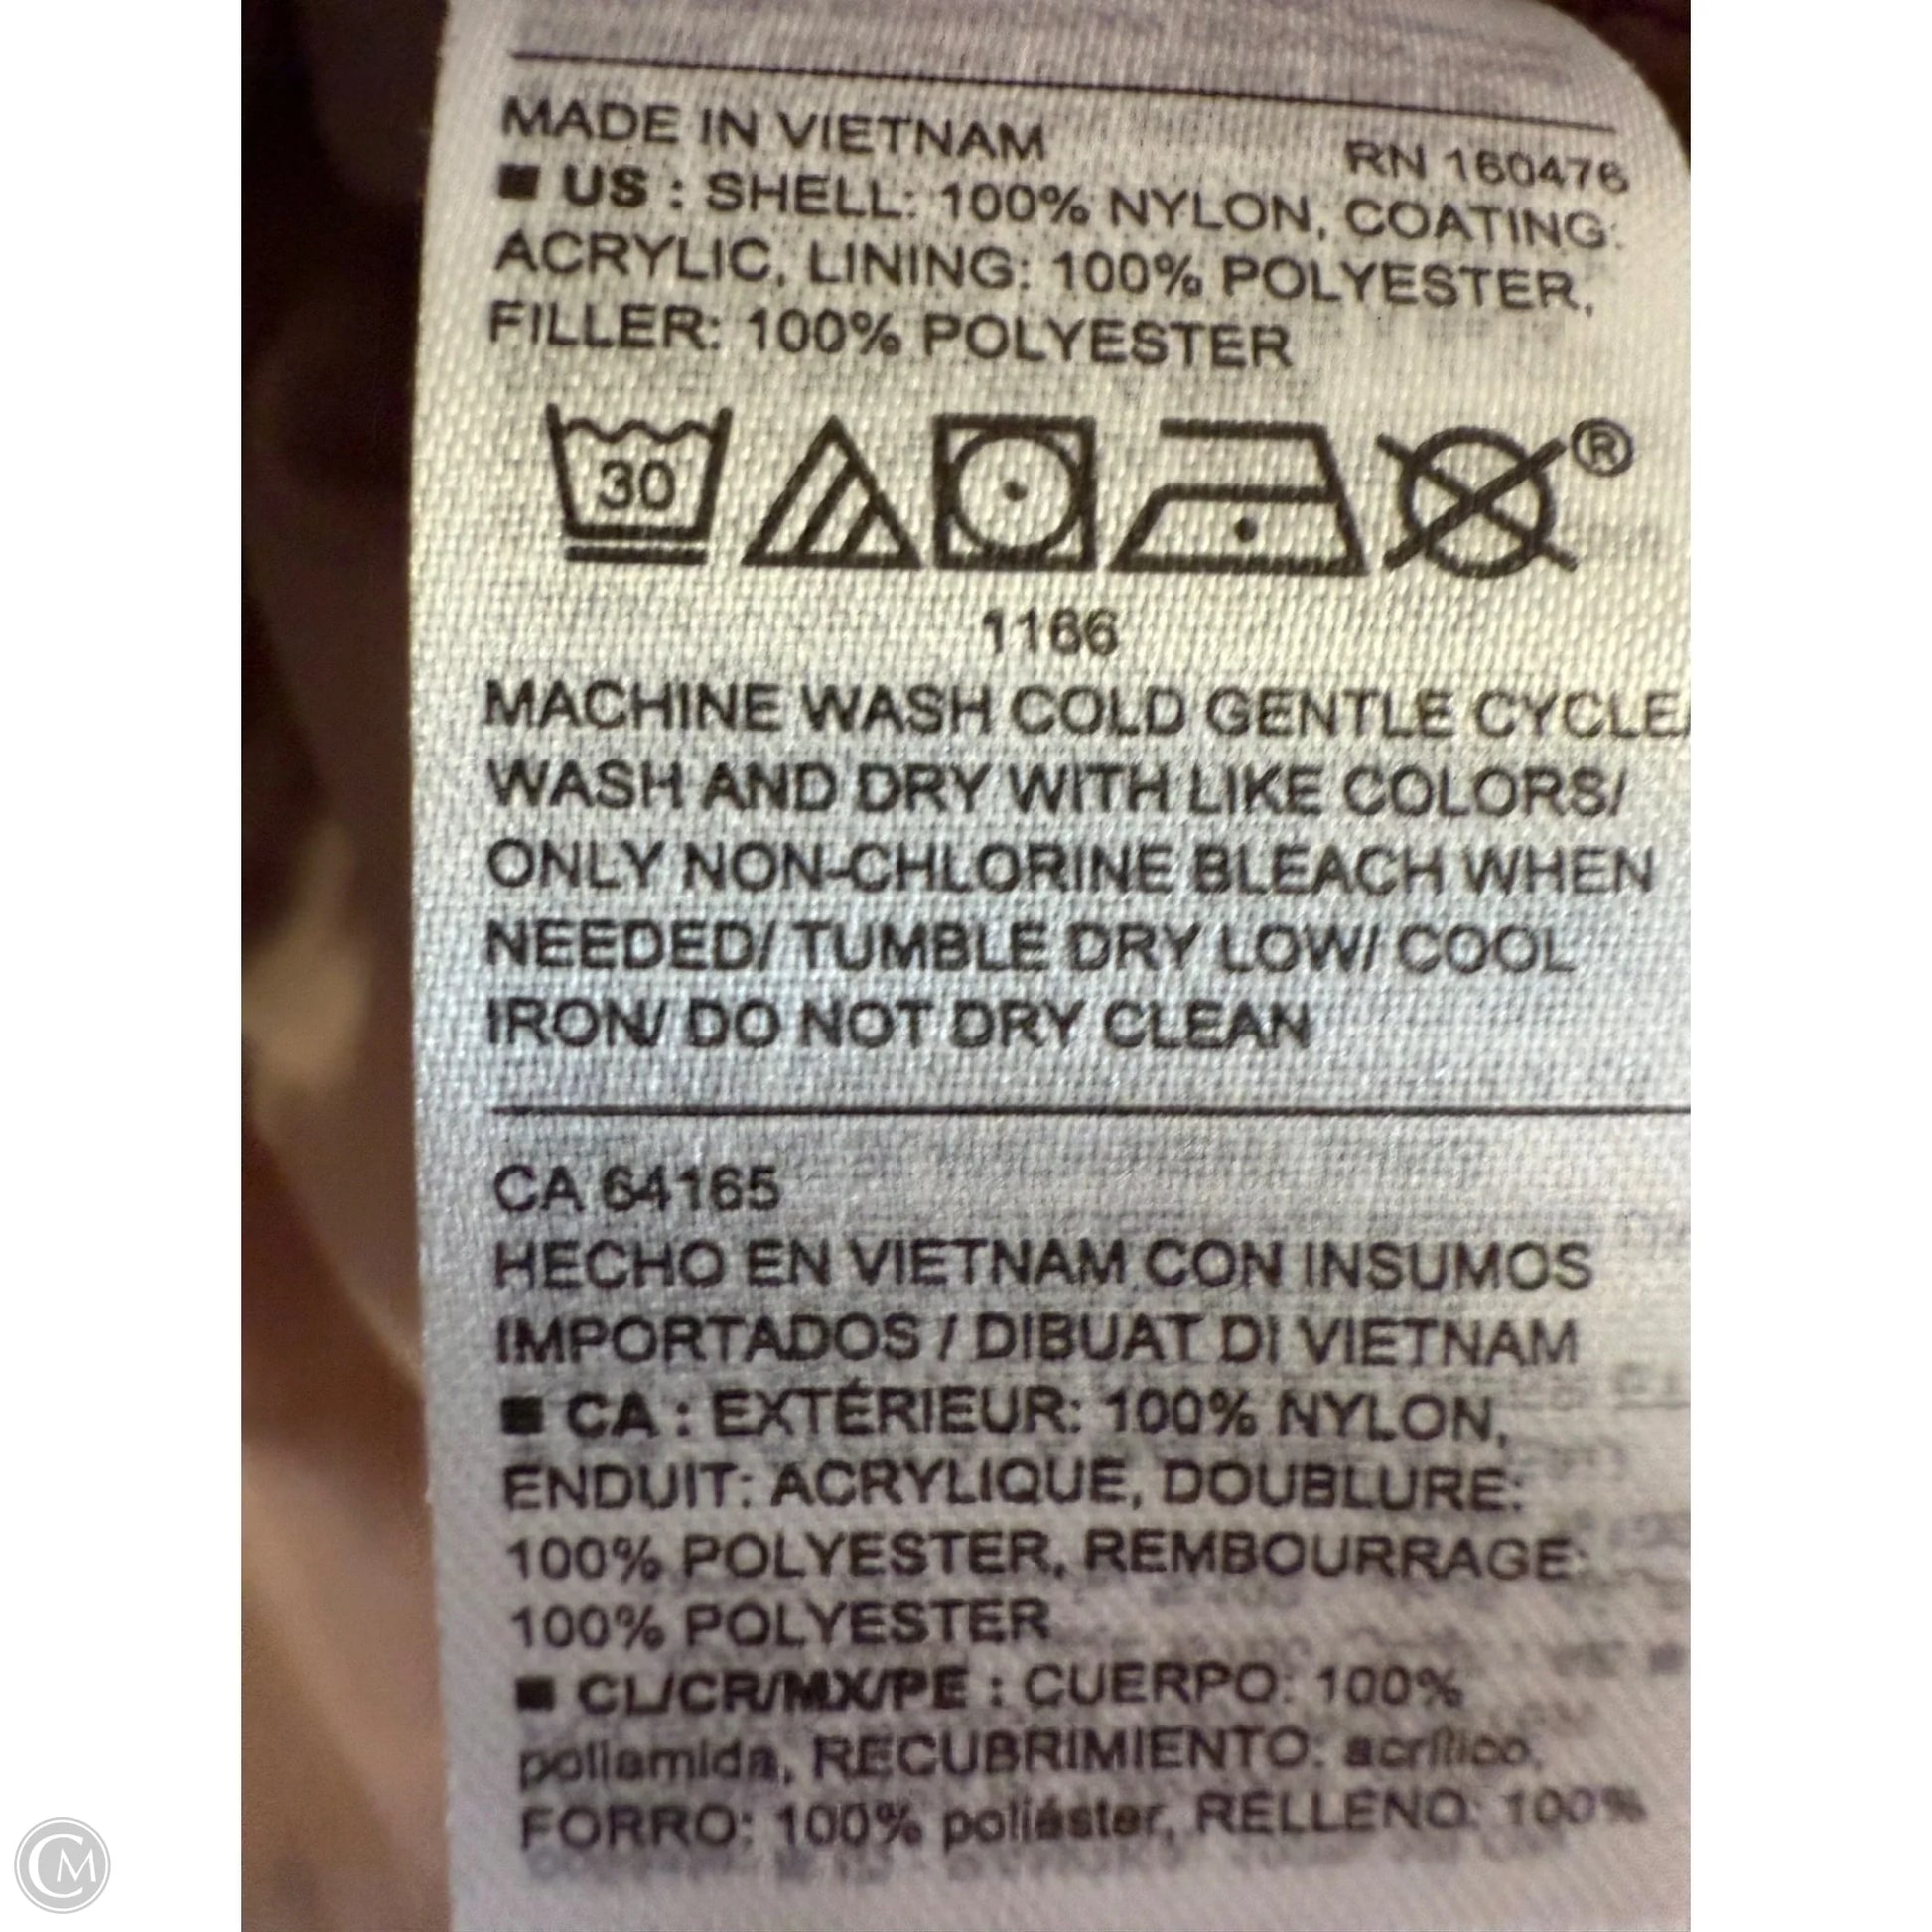 MADE IN VIETNAM
RN 160476
■ US : SHELL: 100% NYLON, COATING:
ACRYLIC, LINING: 100% POLYESTER,
FILLER: 100% POLYESTER
30
®
1166
MACHINE WASH COLD GENTLE CYCLE/
WASH AND DRY WITH LIKE COLORS/
ONLY NON-CHLORINE BLEACH WHEN
NEEDED/ TUMBLE DRY LOW/ COOL
IRON/ DO NOT DRY CLEAN
CA 64165
HECHO EN VIETNAM CON INSUMOS
IMPORTADOS / DIBUAT DI VIETNAM
■ CA : EXTÉRIEUR: 100% NYLON,
ENDUIT: ACRYLIQUE, DOUBLURE:
100% POLYESTER, REMBOURRAGE:
100% POLYESTER
■ CL/CR/MX/PE : CUERPO: 100%
poliamida, RECUBRIMIENTO: acrílico,
FORRO: 100% poliéster, RELLENO: 100%
CM